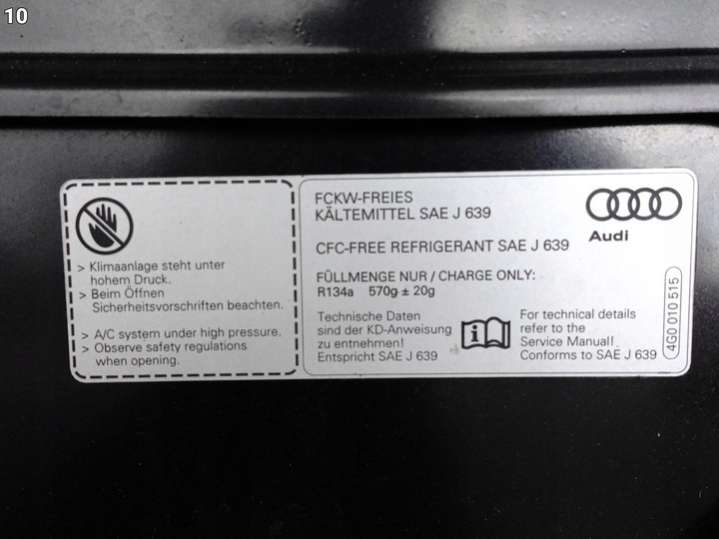 10
> Klimaanlage steht unter
hohem Druck.
> Beim Öffnen
Sicherheitsvorschriften beachten.
> A/C system under high pressure.
> Observe safety regulations
when opening.
FCKW-FREIES
KÄLTEMITTEL SAE J 639
CFC-FREE REFRIGERANT SAE J 639
FÜLLMENGE NUR / CHARGE ONLY:
R134a 570g ± 20g
Technische Daten
sind der KD-Anweisung
zu entnehmen!
Entspricht SAE J 639
i
For technical details
refer to the
Service Manual!
Conforms to SAE J 639
Audi
4G0 010 515